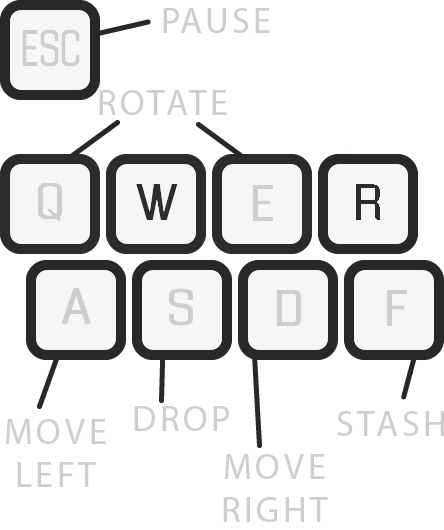 ESC
PAUSE
ROTATE
Q W E R
A S D F
MOVE
LEFT
DROP
MOVE
RIGHT
STASH